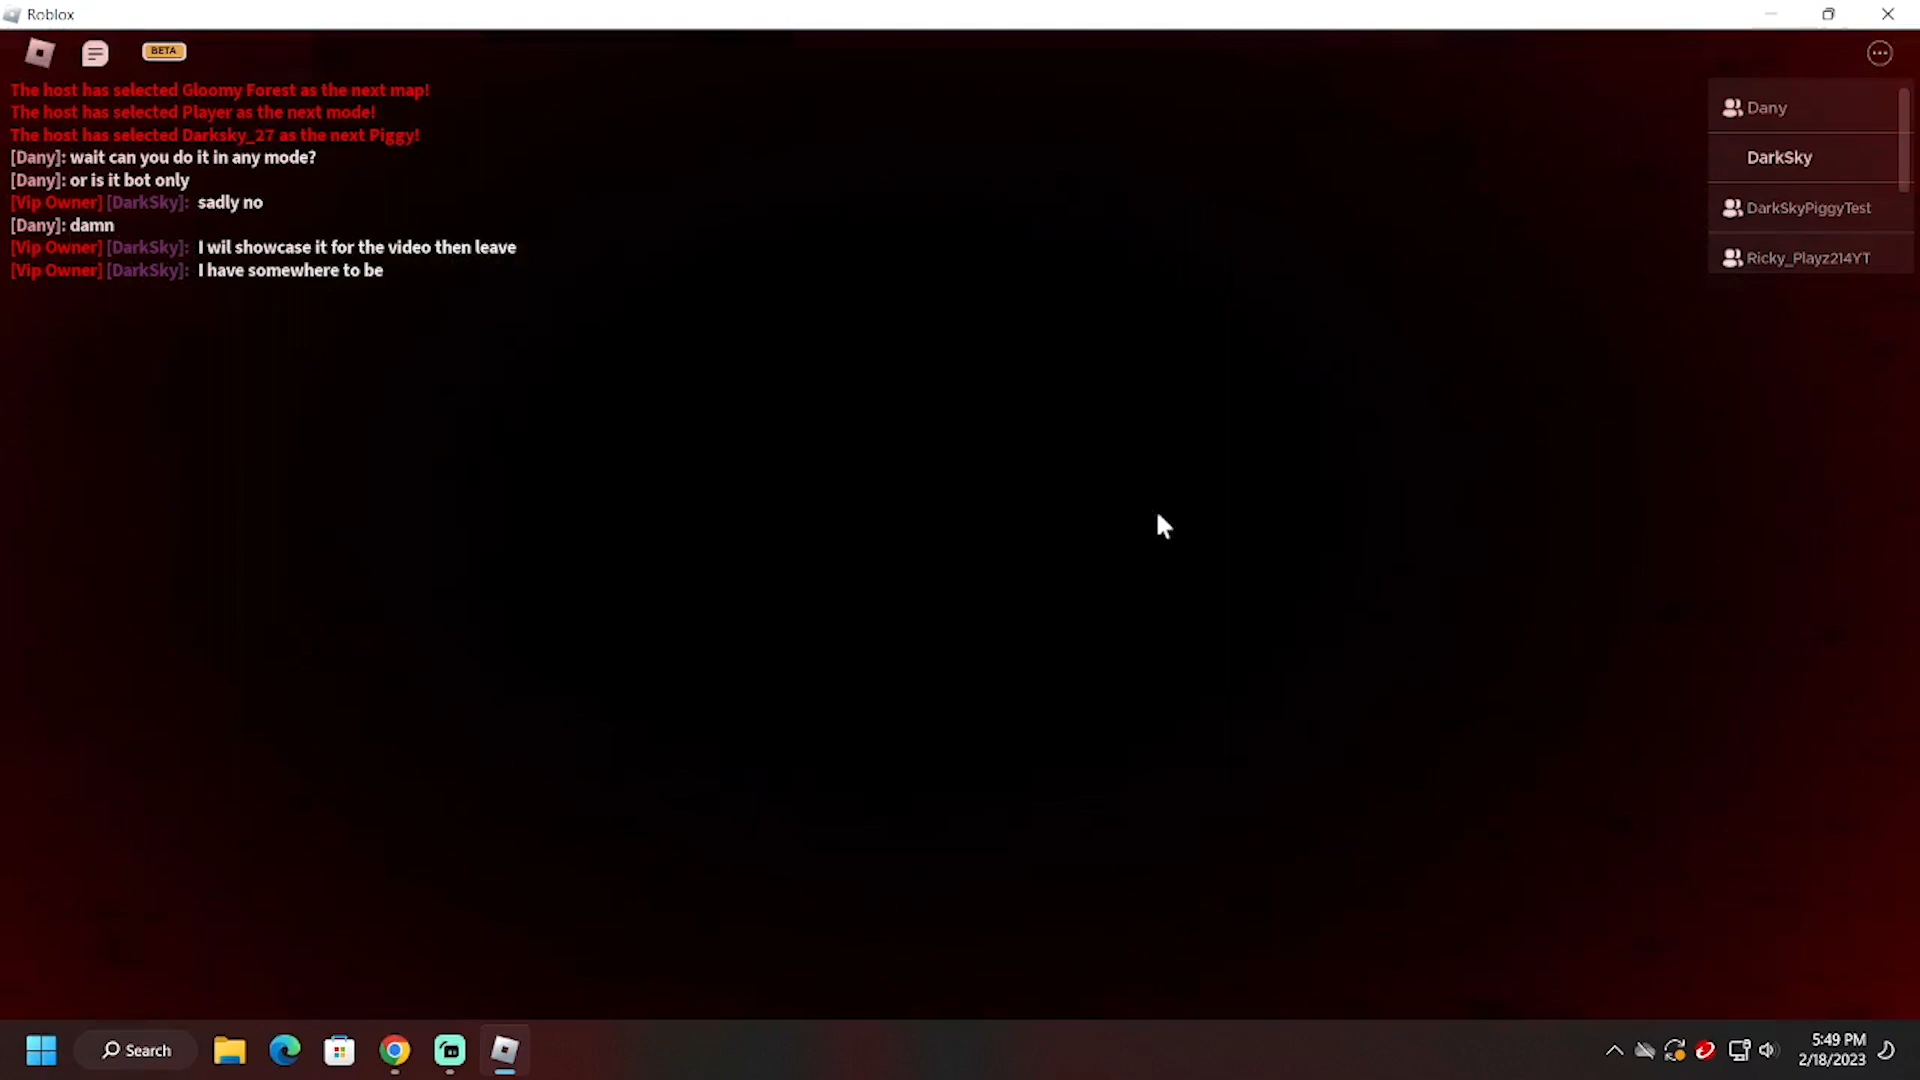 Roblox
BETA
The host has selected Gloomy Forest as the next map!
The host has selected Player as the next mode!
The host has selected Darksky_27 as the next Piggy!
[Dany]: wait can you do it in any mode?
[Dany]: or is it bot only
[Vip Owner] [DarkSky]: sadly no
[Dany]: damn
[Vip Owner] [DarkSky]: I wil showcase it for the video then leave
[Vip Owner] [DarkSky]: I have somewhere to be
Dany
DarkSky
DarkSkyPiggyTest
Ricky_Playz214YT
Search
5:49 PM
2/18/2023